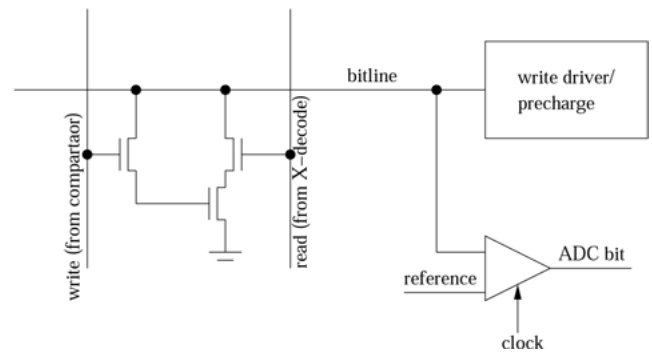 bitline
write driver/
precharge
write (from compartaor)
read (from X-decode)
ADC bit
reference
clock